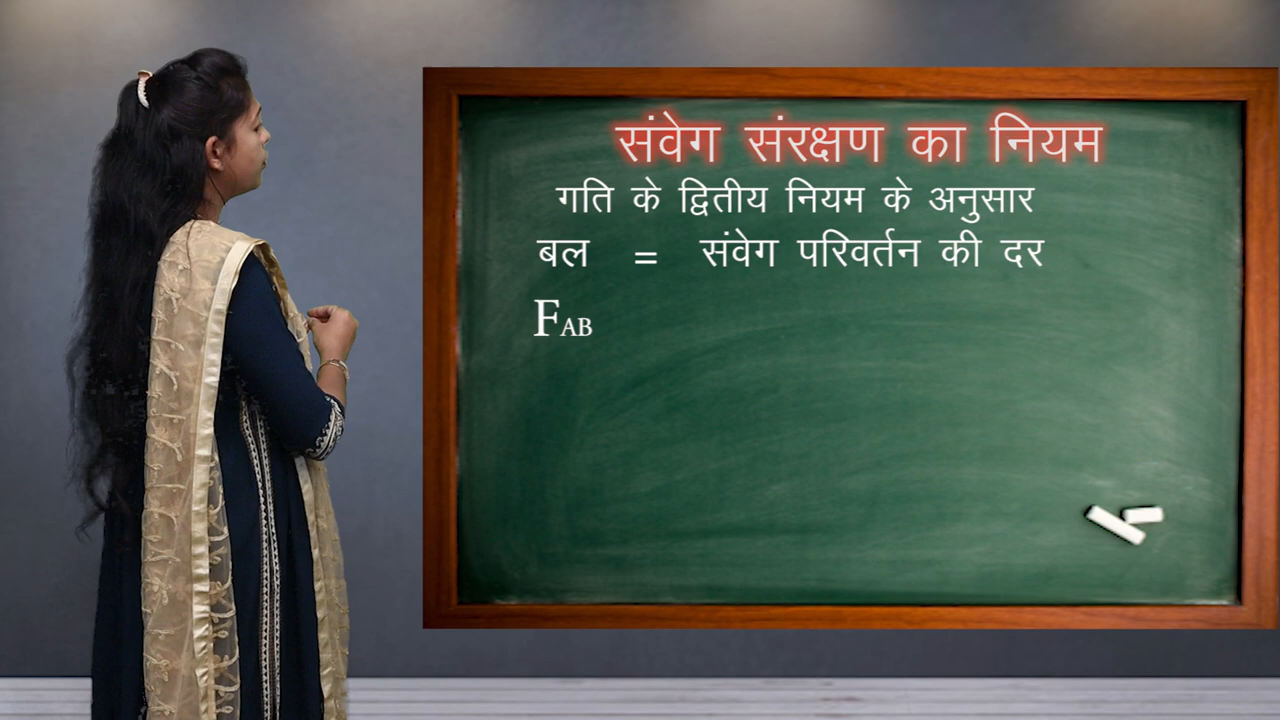 संवेग संरक्षण का नियम
गति के द्वितीय नियम के अनुसार
बल = संवेग परिवर्तन की दर
FAB